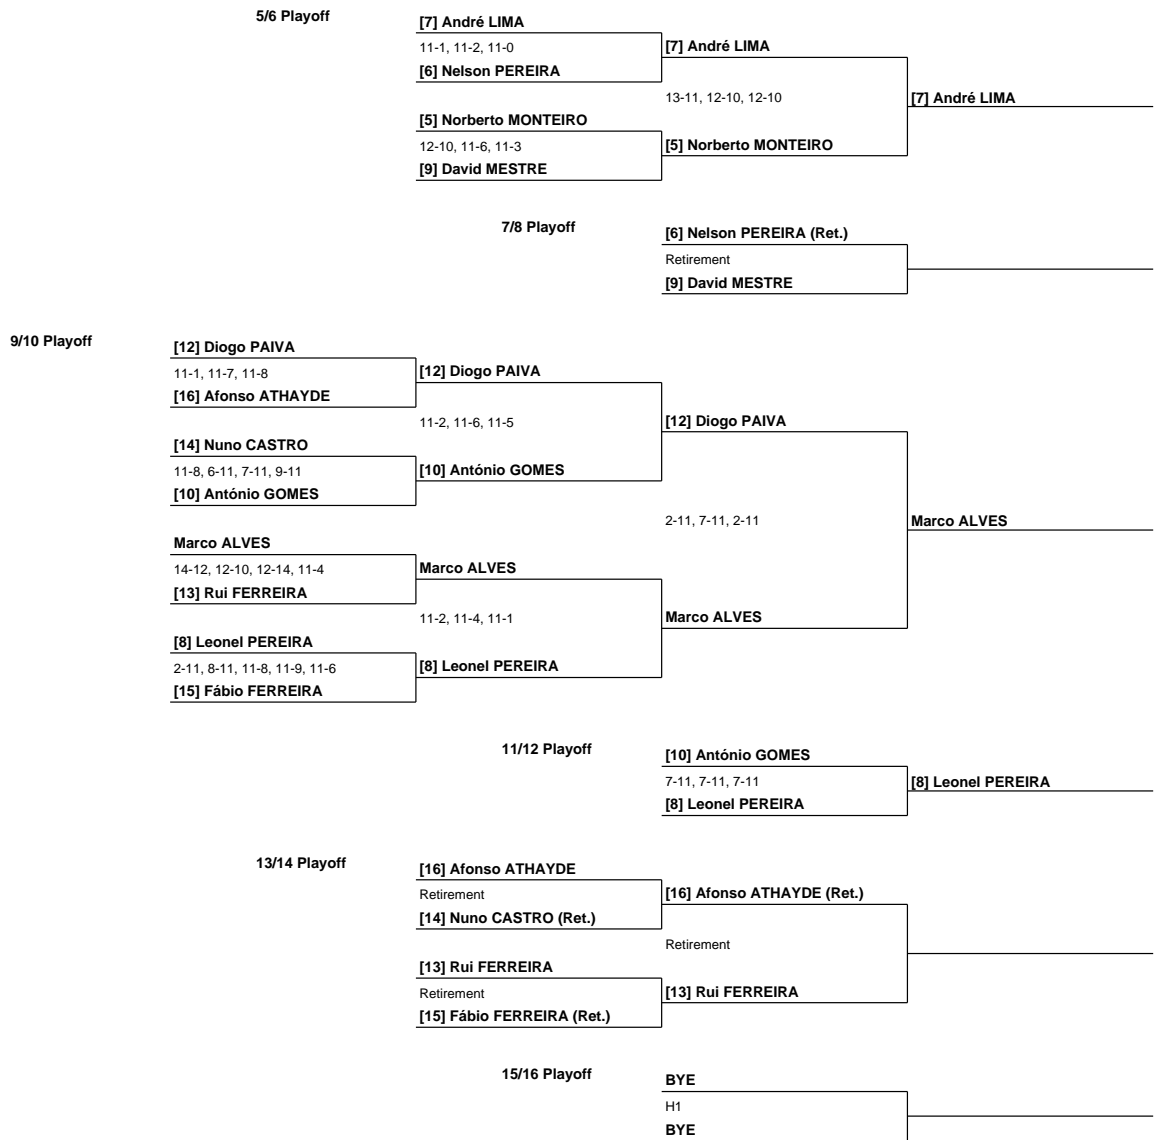 5/6 Playoff
[7] André LIMA
11-1, 11-2, 11-0
[6] Nelson PEREIRA
[7] André LIMA
13-11, 12-10, 12-10
[7] André LIMA
[5] Norberto MONTEIRO
12-10, 11-6, 11-3
[9] David MESTRE
[5] Norberto MONTEIRO
7/8 Playoff
[6] Nelson PEREIRA (Ret.)
Retirement
[9] David MESTRE
9/10 Playoff
[12] Diogo PAIVA
11-1, 11-7, 11-8
[16] Afonso ATHAYDE
[12] Diogo PAIVA
11-2, 11-6, 11-5
[12] Diogo PAIVA
[14] Nuno CASTRO
11-8, 6-11, 7-11, 9-11
[10] António GOMES
[10] António GOMES
2-11, 7-11, 2-11
Marco ALVES
Marco ALVES
14-12, 12-10, 12-14, 11-4
[13] Rui FERREIRA
Marco ALVES
11-2, 11-4, 11-1
Marco ALVES
[8] Leonel PEREIRA
2-11, 8-11, 11-8, 11-9, 11-6
[15] Fábio FERREIRA
[8] Leonel PEREIRA
11/12 Playoff
[10] António GOMES
7-11, 7-11, 7-11
[8] Leonel PEREIRA
[8] Leonel PEREIRA
13/14 Playoff
[16] Afonso ATHAYDE
Retirement
[14] Nuno CASTRO (Ret.)
[16] Afonso ATHAYDE (Ret.)
Retirement
[13] Rui FERREIRA
Retirement
[15] Fábio FERREIRA (Ret.)
[13] Rui FERREIRA
15/16 Playoff
BYE
H1
BYE